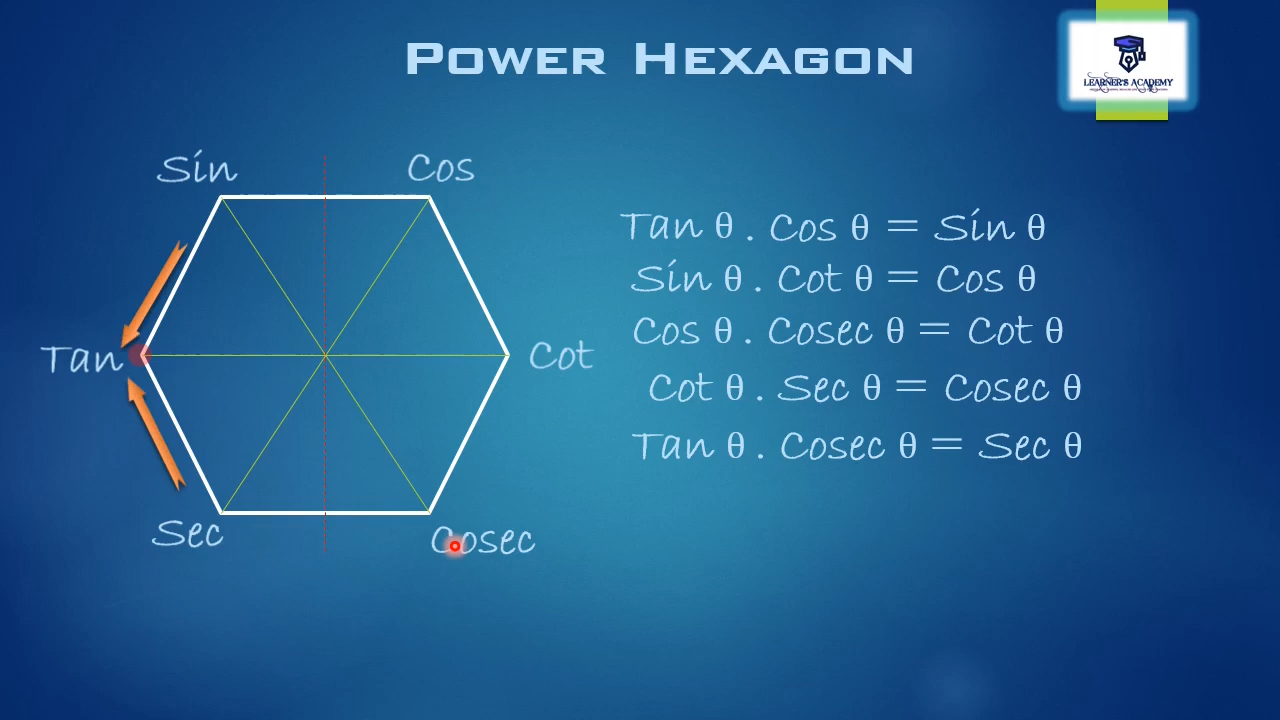 Power Hexagon
LEARNER'S ACADEMY
Sin
Cos
Tan
Cot
Sec
Cosec
Tan θ . Cos θ = Sin θ
Sin θ . Cot θ = Cos θ
Cos θ . Cosec θ = Cot θ
Cot θ . Sec θ = Cosec θ
Tan θ . Cosec θ = Sec θ